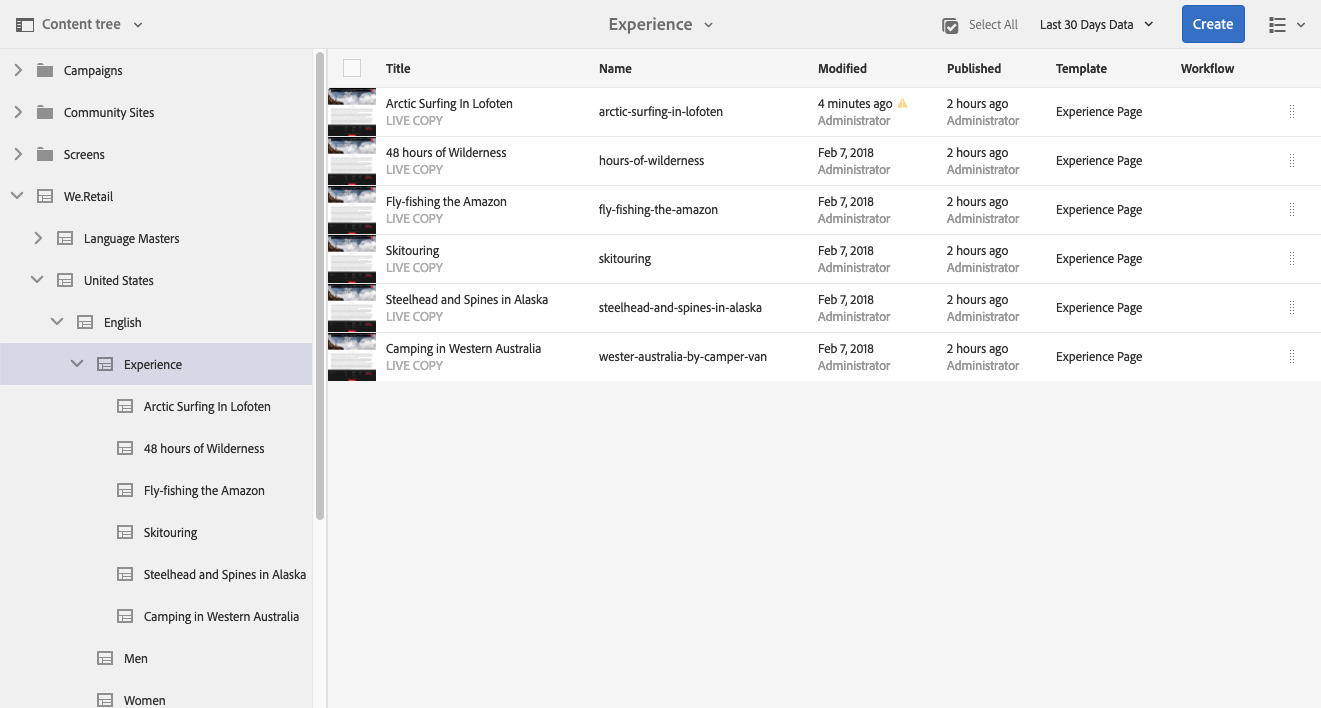 Content tree
Experience
Select All
Last 30 Days Data
Create
Campaigns
Community Sites
Screens
We.Retail
Language Masters
United States
English
Experience
Arctic Surfing In Lofoten
48 hours of Wilderness
Fly-fishing the Amazon
Skitouring
Steelhead and Spines in Alaska
Camping in Western Australia
Men
Women
Title Name Modified Published Template Workflow
Arctic Surfing In Lofoten arctic-surfing-in-lofoten 4 minutes ago 2 hours ago Experience Page
LIVE COPY Administrator Administrator
48 hours of Wilderness hours-of-wilderness Feb 7, 2018 2 hours ago Experience Page
LIVE COPY Administrator Administrator
Fly-fishing the Amazon fly-fishing-the-amazon Feb 7, 2018 2 hours ago Experience Page
LIVE COPY Administrator Administrator
Skitouring skitouring Feb 7, 2018 2 hours ago Experience Page
LIVE COPY Administrator Administrator
Steelhead and Spines in Alaska steelhead-and-spines-in-alaska Feb 7, 2018 2 hours ago Experience Page
LIVE COPY Administrator Administrator
Camping in Western Australia wester-australia-by-camper-van Feb 7, 2018 2 hours ago Experience Page
LIVE COPY Administrator Administrator